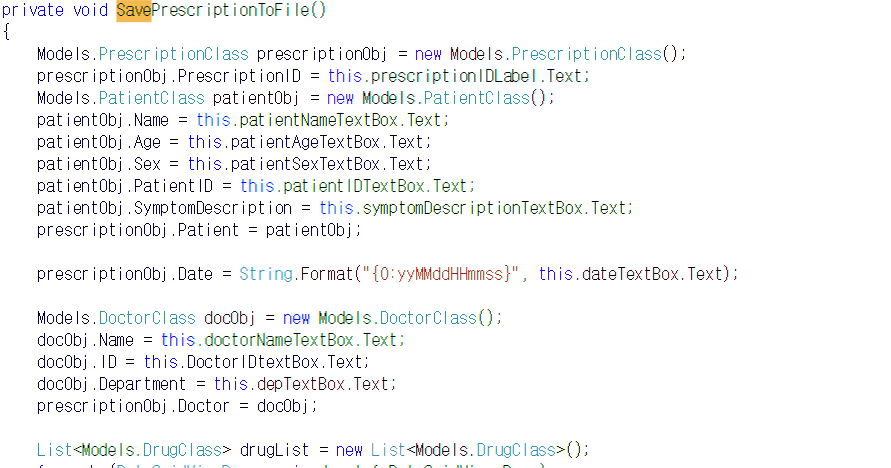 private void SavePrescriptionToFile()
{
    Models.PrescriptionClass prescriptionObj = new Models.PrescriptionClass();
    prescriptionObj.PrescriptionID = this.prescriptionIDLabel.Text;
    Models.PatientClass patientObj = new Models.PatientClass();
    patientObj.Name = this.patientNameTextBox.Text;
    patientObj.Age = this.patientAgeTextBox.Text;
    patientObj.Sex = this.patientSexTextBox.Text;
    patientObj.PatientID = this.patientIDTextBox.Text;
    patientObj.SymptomDescription = this.symptomDescriptionTextBox.Text;
    prescriptionObj.Patient = patientObj;

    prescriptionObj.Date = String.Format("{0:yyMMddHHmmss}", this.dateTextBox.Text);

    Models.DoctorClass docObj = new Models.DoctorClass();
    docObj.Name = this.doctorNameTextBox.Text;
    docObj.ID = this.DoctorIDtextBox.Text;
    docObj.Department = this.depTextBox.Text;
    prescriptionObj.Doctor = docObj;

    List<Models.DrugClass> drugList = new List<Models.DrugClass>();